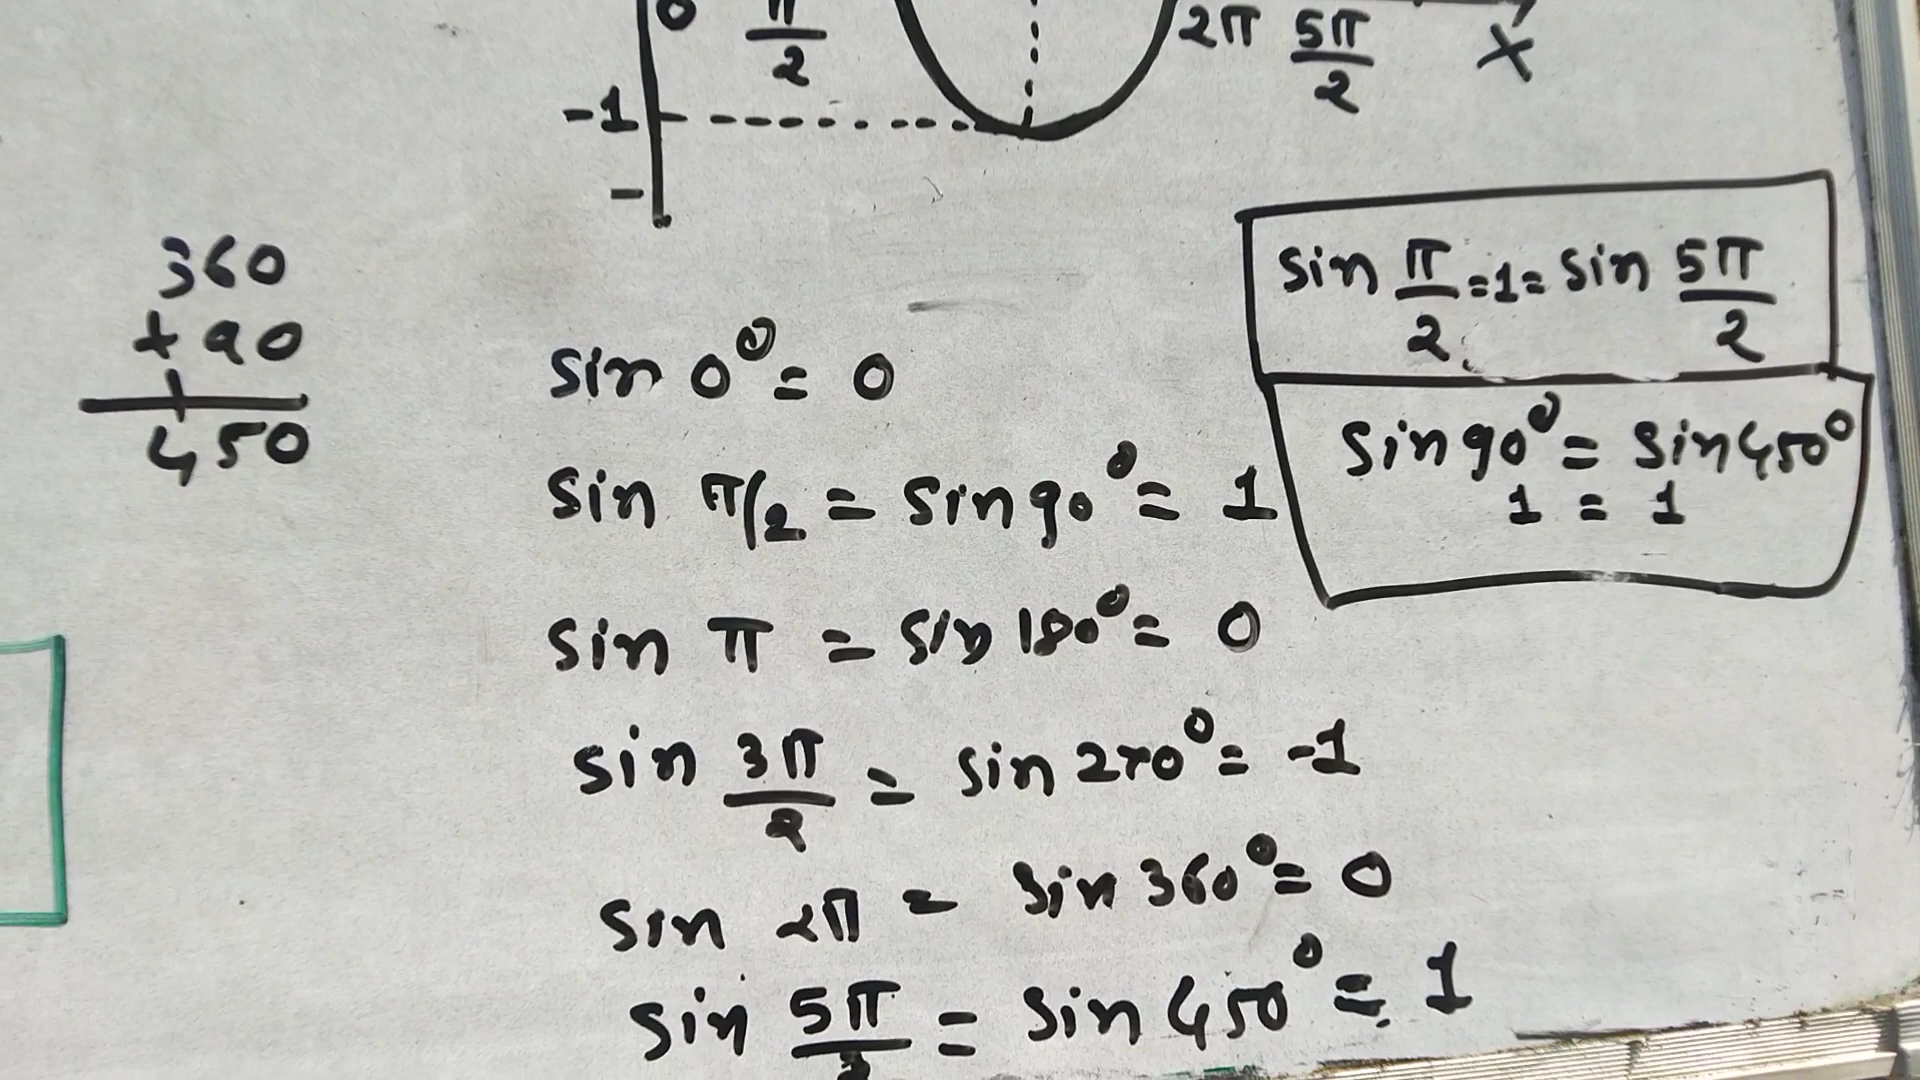 0 π/2 2π 5π/2 X
-1
-
360
+ 90
1
450
sin 0° = 0
sin π/2 = sin 90° = 1
sin π = sin 180° = 0
sin 3π/2 = sin 270° = -1
sin 2π = sin 360° = 0
sin 5π/2 = sin 450° = 1
sin π/2 = 1 = sin 5π/2
sin 90° = sin 450°
1 = 1